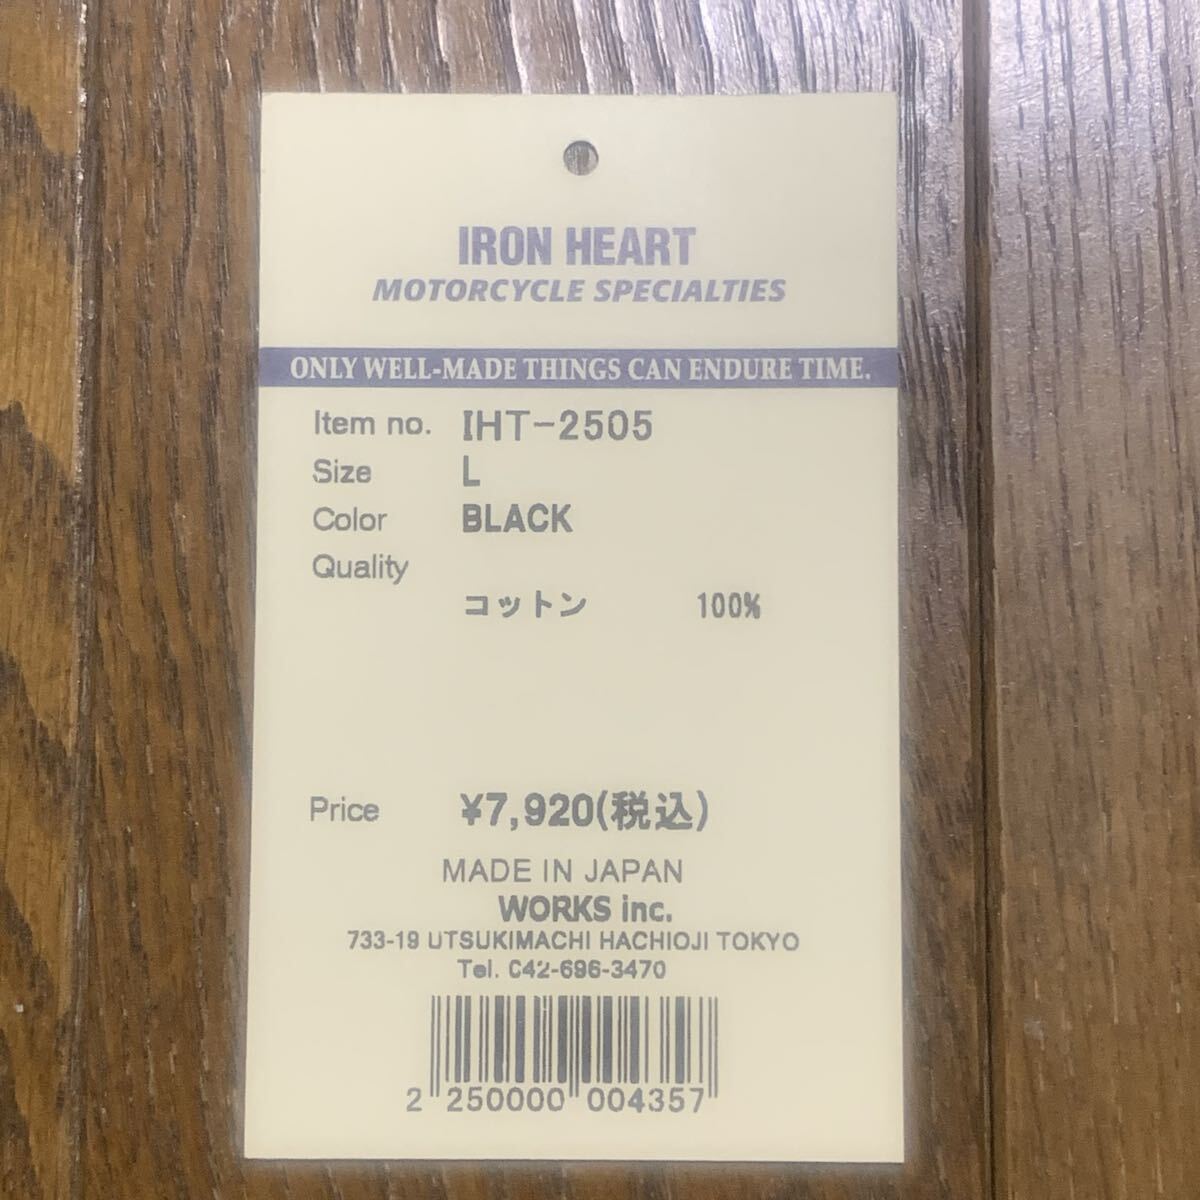 IRON HEART
MOTORCYCLE SPECIALTIES
ONLY WELL-MADE THINGS CAN ENDURE TIME.
Item no. IHT-2505
Size L
Color BLACK
Quality
コットン 100%
Price ¥7,920(税込)
MADE IN JAPAN
WORKS inc.
733-19 UTSUKIMACHI HACHIOJI TOKYO
Tel. 042-696-3470
2 250000 004357